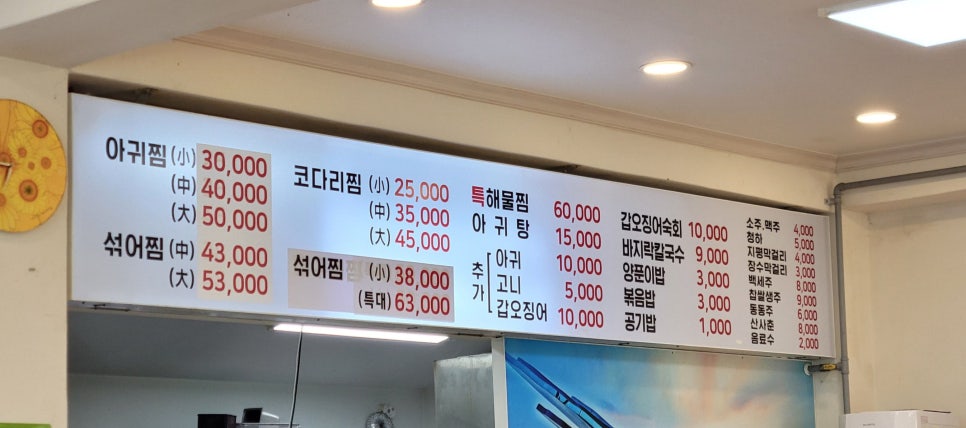 아귀찜 (小) 30,000
(中) 40,000
(大) 50,000
섞어찜 (中) 43,000
(大) 53,000
코다리찜 (小) 25,000
(中) 35,000
(大) 45,000
섞어찜 (小) 38,000
(특대) 63,000
특해물찜 60,000
아귀탕 15,000
추가
아귀 10,000
고니 5,000
갑오징어 10,000
갑오징어숙회 10,000
바지락칼국수 9,000
양푼이밥 3,000
볶음밥 3,000
공기밥 1,000
소주.맥주 4,000
청하 5,000
지평막걸리 4,000
장수막걸리 3,000
백세주 8,000
찹쌀생주 9,000
동동주 6,000
산사춘 8,000
음료수 2,000